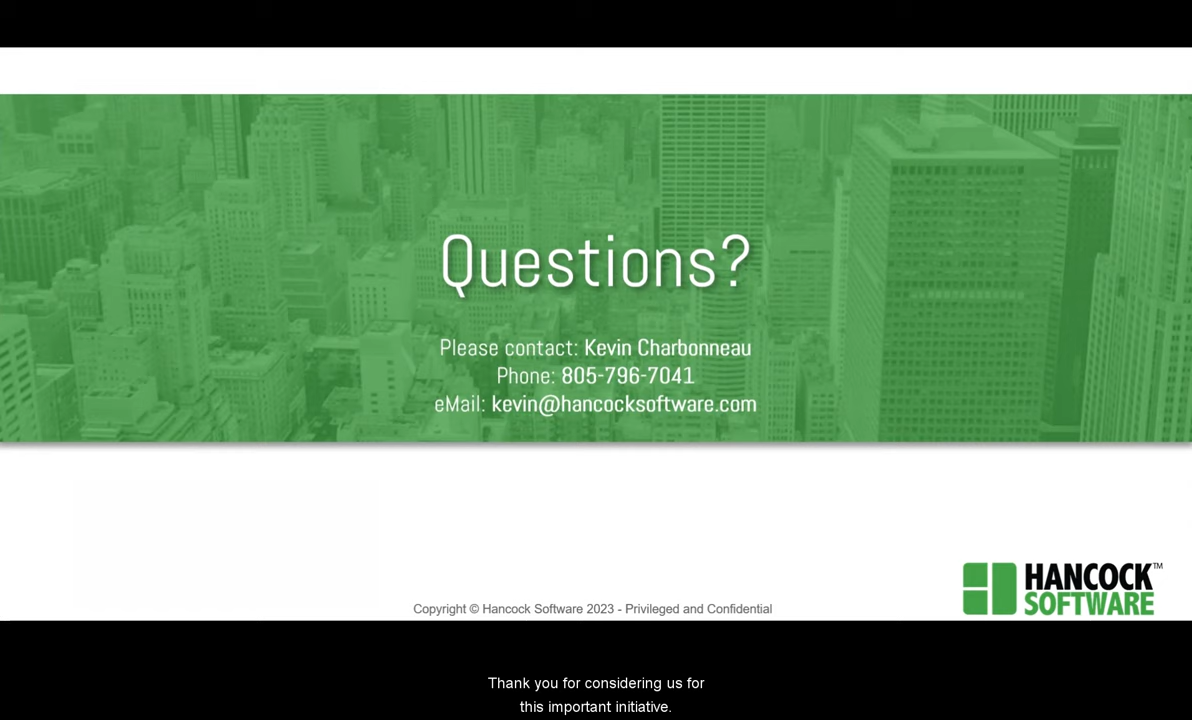 Questions?
Please contact: Kevin Charbonneau
Phone: 805-796-7041
eMail: kevin@hancocksoftware.com
HANCOCK™
SOFTWARE
Copyright © Hancock Software 2023 - Privileged and Confidential
Thank you for considering us for
this important initiative.